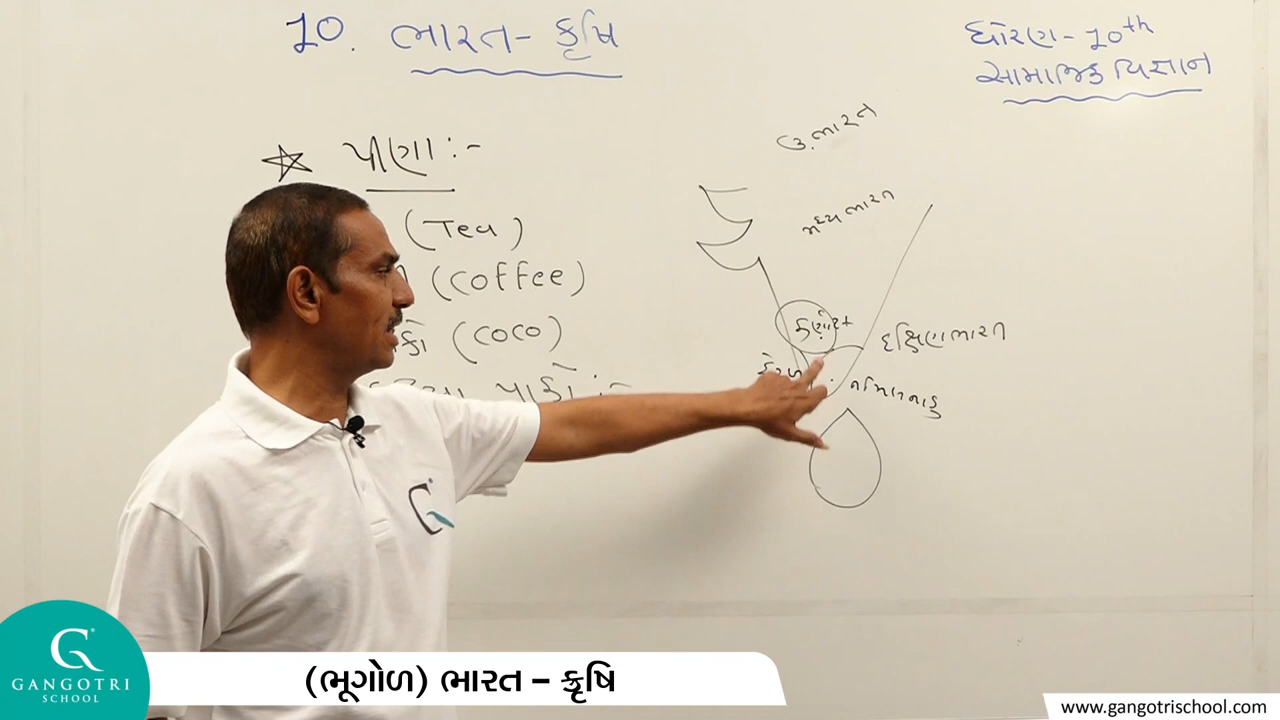 10. ભારત - કૃષિ
ધોરણ - 10th
સામાજિક વિજ્ઞાન
પીણા :-
(Tea)
(Coffee)
કો (COCO)
પાકો :-
ઉ.ભારત
મધ્ય ભારત
કર્ણાટક
દક્ષિણ ભારત
કેરળ
તમિલનાડુ
G
GANGOTRI
SCHOOL
(ભૂગોળ) ભારત – કૃષિ
www.gangotrischool.com